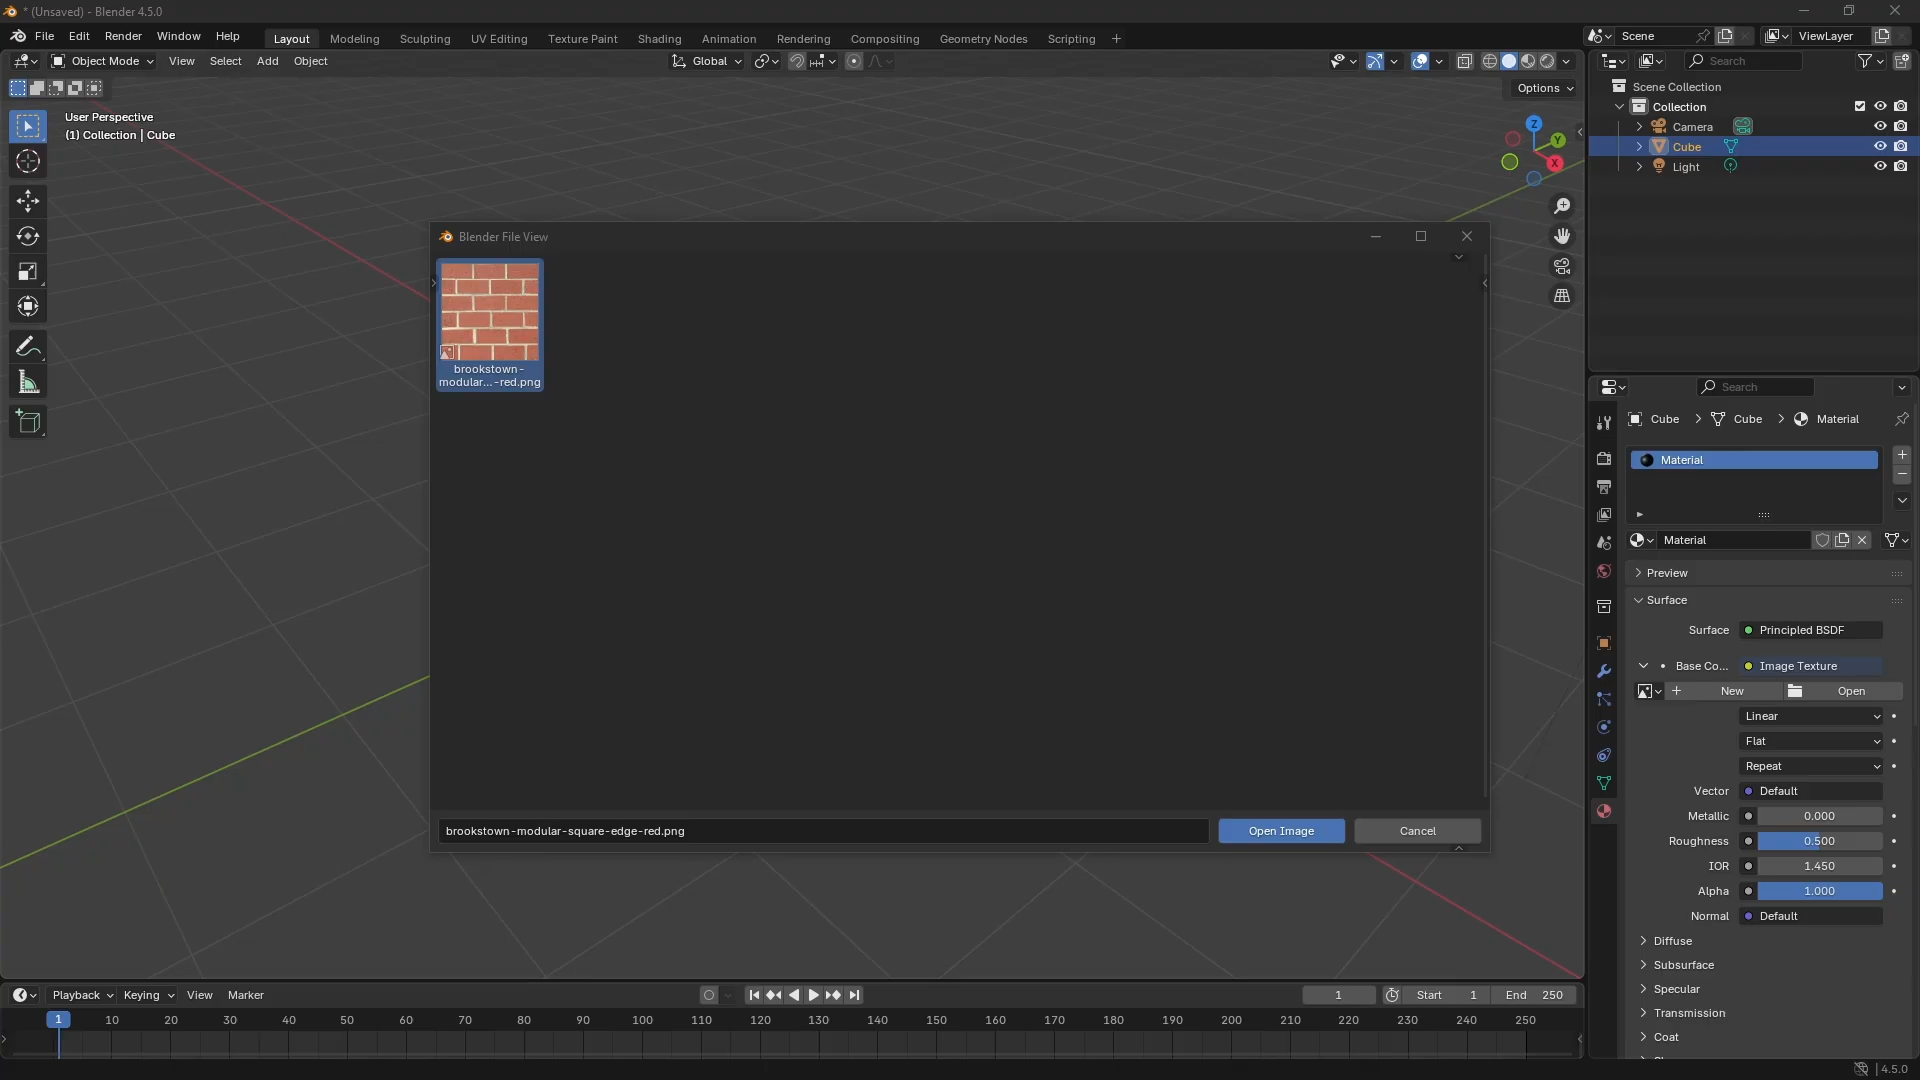 * (Unsaved) - Blender 4.5.0
File Edit Render Window Help
Layout Modeling Sculpting UV Editing Texture Paint Shading Animation Rendering Compositing Geometry Nodes Scripting +
Scene
ViewLayer
Object Mode View Select Add Object
Global
Search
Options
User Perspective
(1) Collection | Cube
Z
Y
X
Scene Collection
Collection
Camera
Cube
Light
Blender File View
brookstown-
modular...-red.png
brookstown-modular-square-edge-red.png
Open Image
Cancel
Search
Cube > Cube > Material
Material
Material
Preview
Surface
Surface Principled BSDF
Base Co... Image Texture
New Open
Linear
Flat
Repeat
Vector Default
Metallic 0.000
Roughness 0.500
IOR 1.450
Alpha 1.000
Normal Default
Diffuse
Subsurface
Specular
Transmission
Coat
Playback Keying View Marker
1
Start 1
End 250
1 10 20 30 40 50 60 70 80 90 100 110 120 130 140 150 160 170 180 190 200 210 220 230 240 250
4.5.0